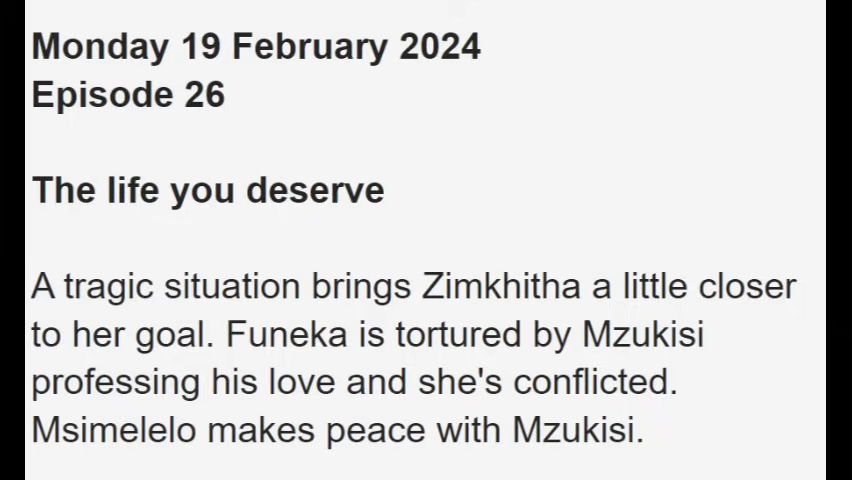 Monday 19 February 2024
Episode 26
The life you deserve
A tragic situation brings Zimkhitha a little closer
to her goal. Funeka is tortured by Mzukisi
professing his love and she's conflicted.
Msimelelo makes peace with Mzukisi.